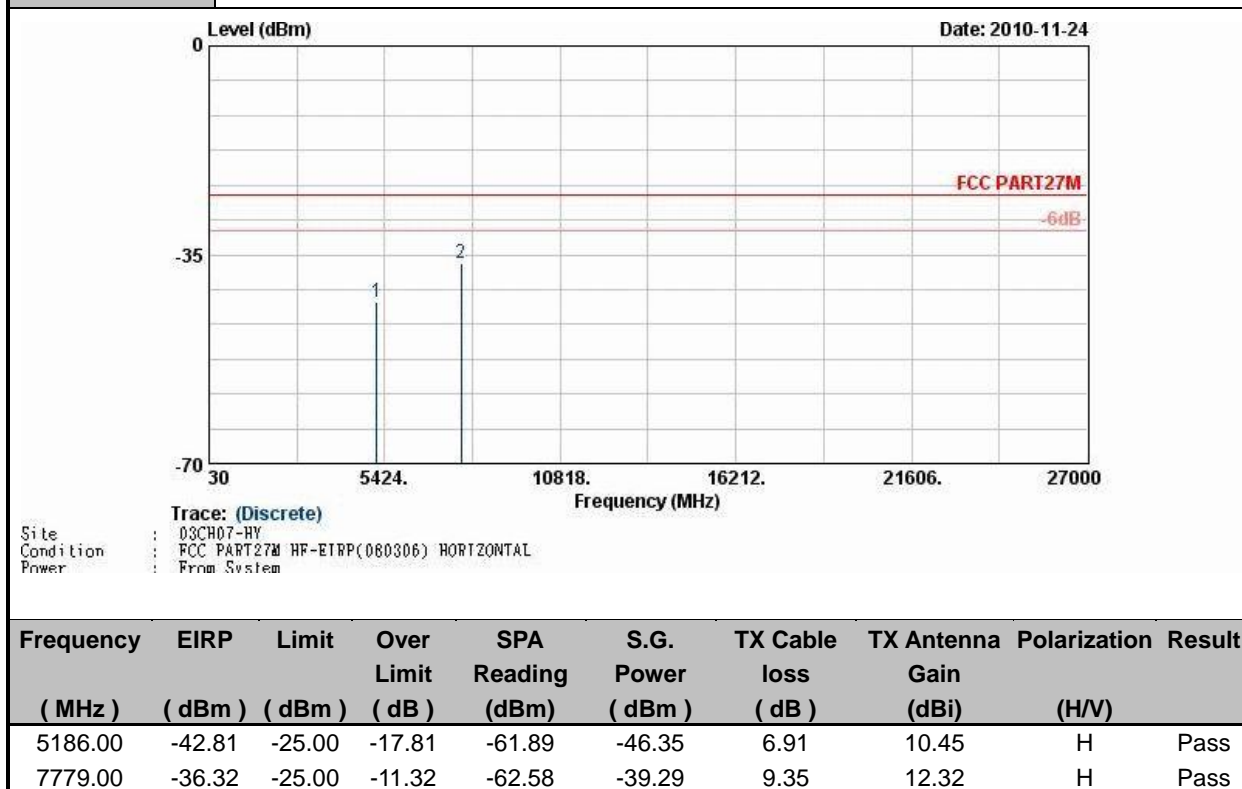 Level (dBm) Date: 2010-11-24
0
FCC PART27M
-6dB
-35
2
1
-70
30 5424. 10818. 16212. 21606. 27000
Frequency (MHz)
Trace: (Discrete)
Site : 03CH07-HY
Condition : FCC PART27M HF-EIRP(080306) HORIZONTAL
Power : From System
Frequency EIRP Limit Over SPA S.G. TX Cable TX Antenna Polarization Result
Limit Reading Power loss Gain
( MHz ) ( dBm ) ( dBm ) ( dB ) (dBm) ( dBm ) ( dB ) (dBi) (H/V)
5186.00 -42.81 -25.00 -17.81 -61.89 -46.35 6.91 10.45 H Pass
7779.00 -36.32 -25.00 -11.32 -62.58 -39.29 9.35 12.32 H Pass